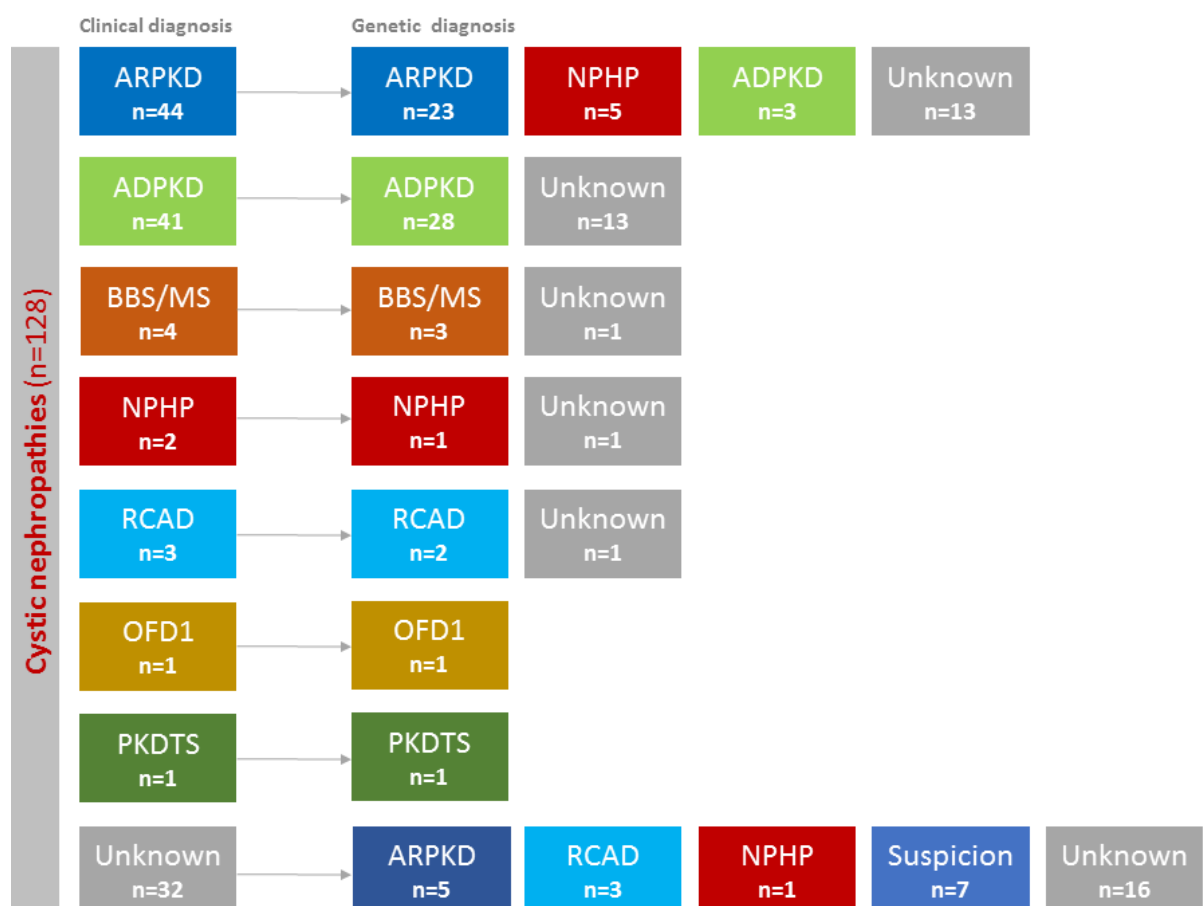 Clinical diagnosis
Genetic diagnosis
Cystic nephropathies (n=128)
ARPKD
n=44
ARPKD
n=23
NPHP
n=5
ADPKD
n=3
Unknown
n=13
ADPKD
n=41
ADPKD
n=28
Unknown
n=13
BBS/MS
n=4
BBS/MS
n=3
Unknown
n=1
NPHP
n=2
NPHP
n=1
Unknown
n=1
RCAD
n=3
RCAD
n=2
Unknown
n=1
OFD1
n=1
OFD1
n=1
PKDTS
n=1
PKDTS
n=1
Unknown
n=32
ARPKD
n=5
RCAD
n=3
NPHP
n=1
Suspicion
n=7
Unknown
n=16